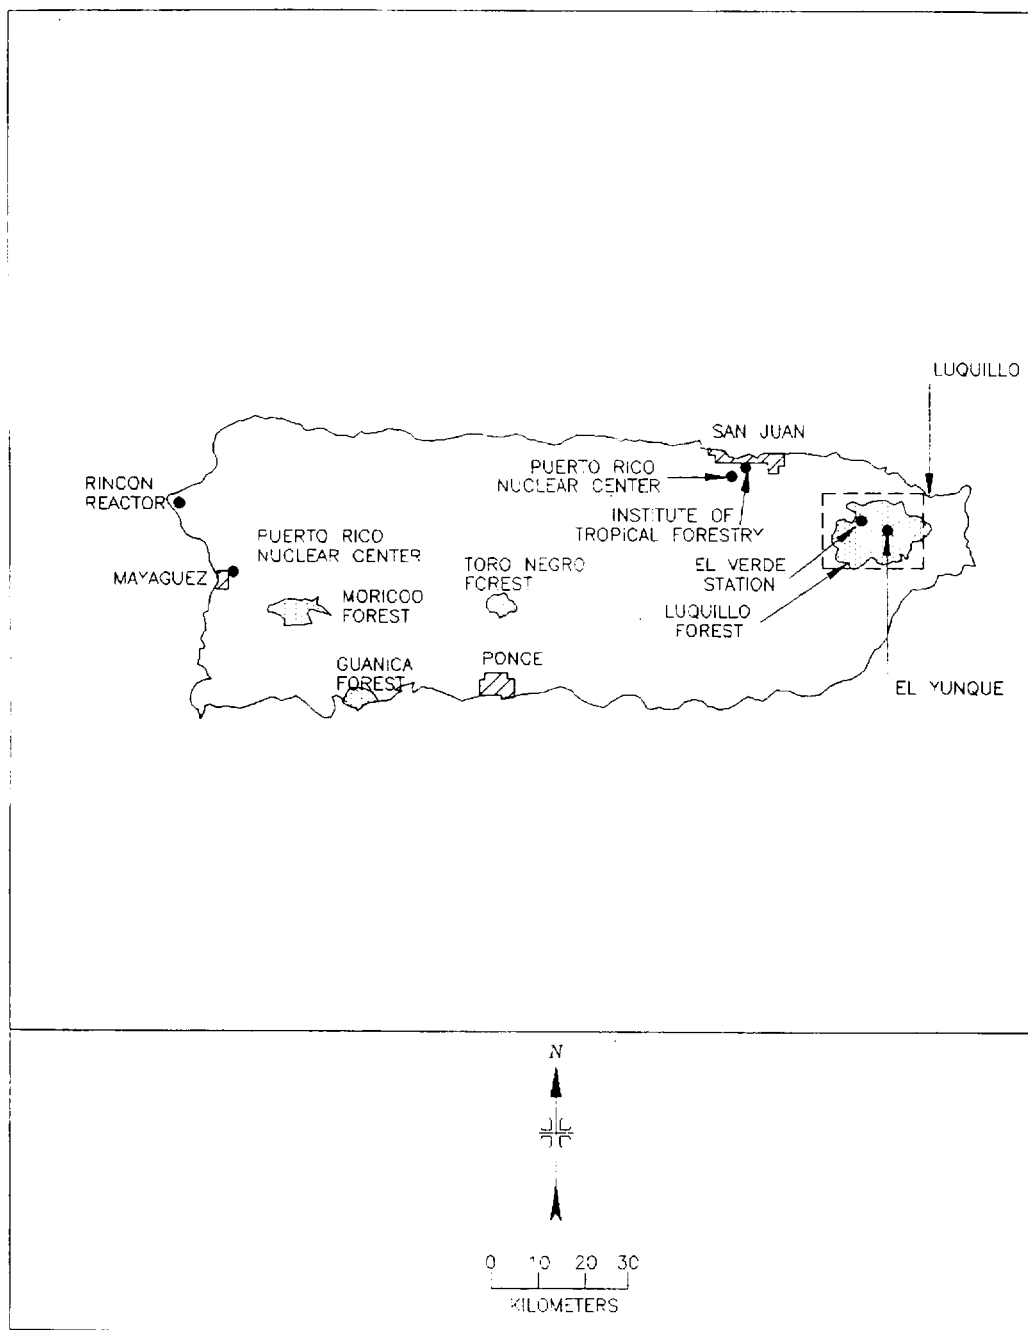 LUQUILLO
SAN JUAN
PUERTO RICO
NUCLEAR CENTER
RINCON
REACTOR
INSTITUTE OF
TROPICAL FORESTRY
PUERTO RICO
NUCLEAR CENTER
EL VERDE
STATION
TORO NEGRO
FOREST
MAYAGUEZ
MORICOO
FOREST
LUQUILLO
FOREST
GUANICA
FOREST
PONCE
EL YUNQUE
N
0 10 20 30
KILOMETERS